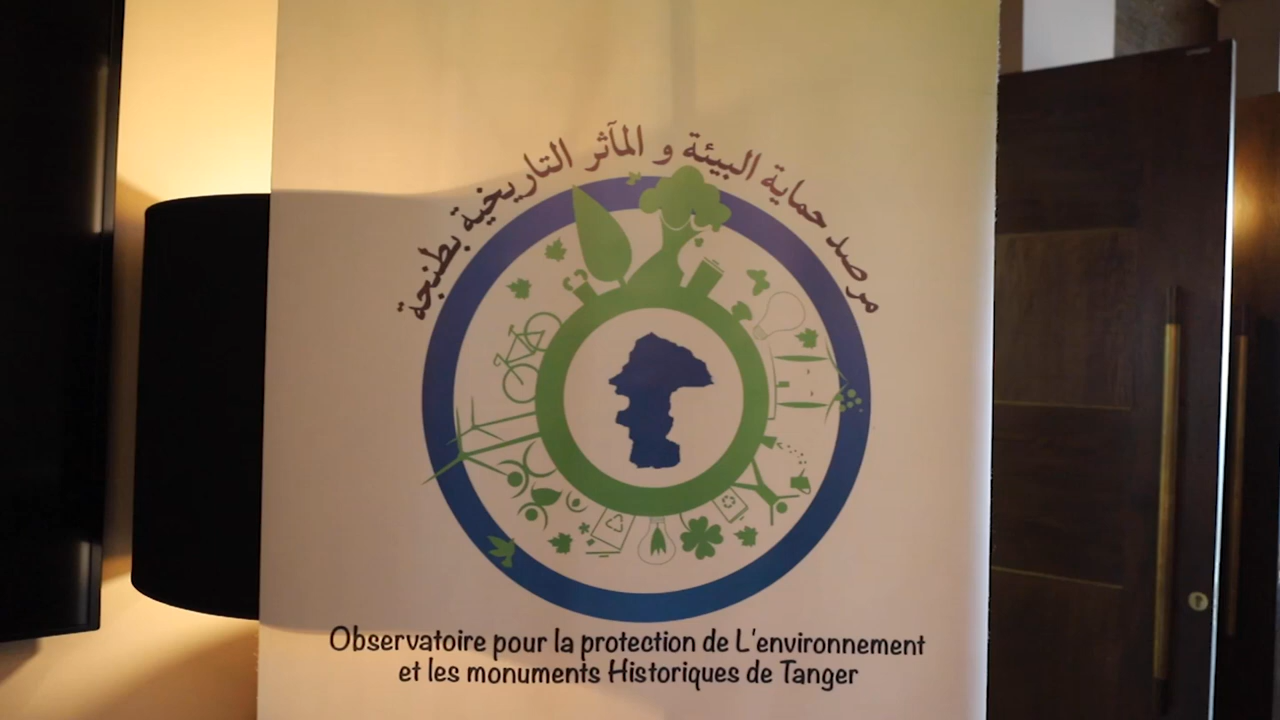 مرصد حماية البيئة و المآثر التاريخية بطنجة
Observatoire pour la protection de L'environnement
et les monuments Historiques de Tanger